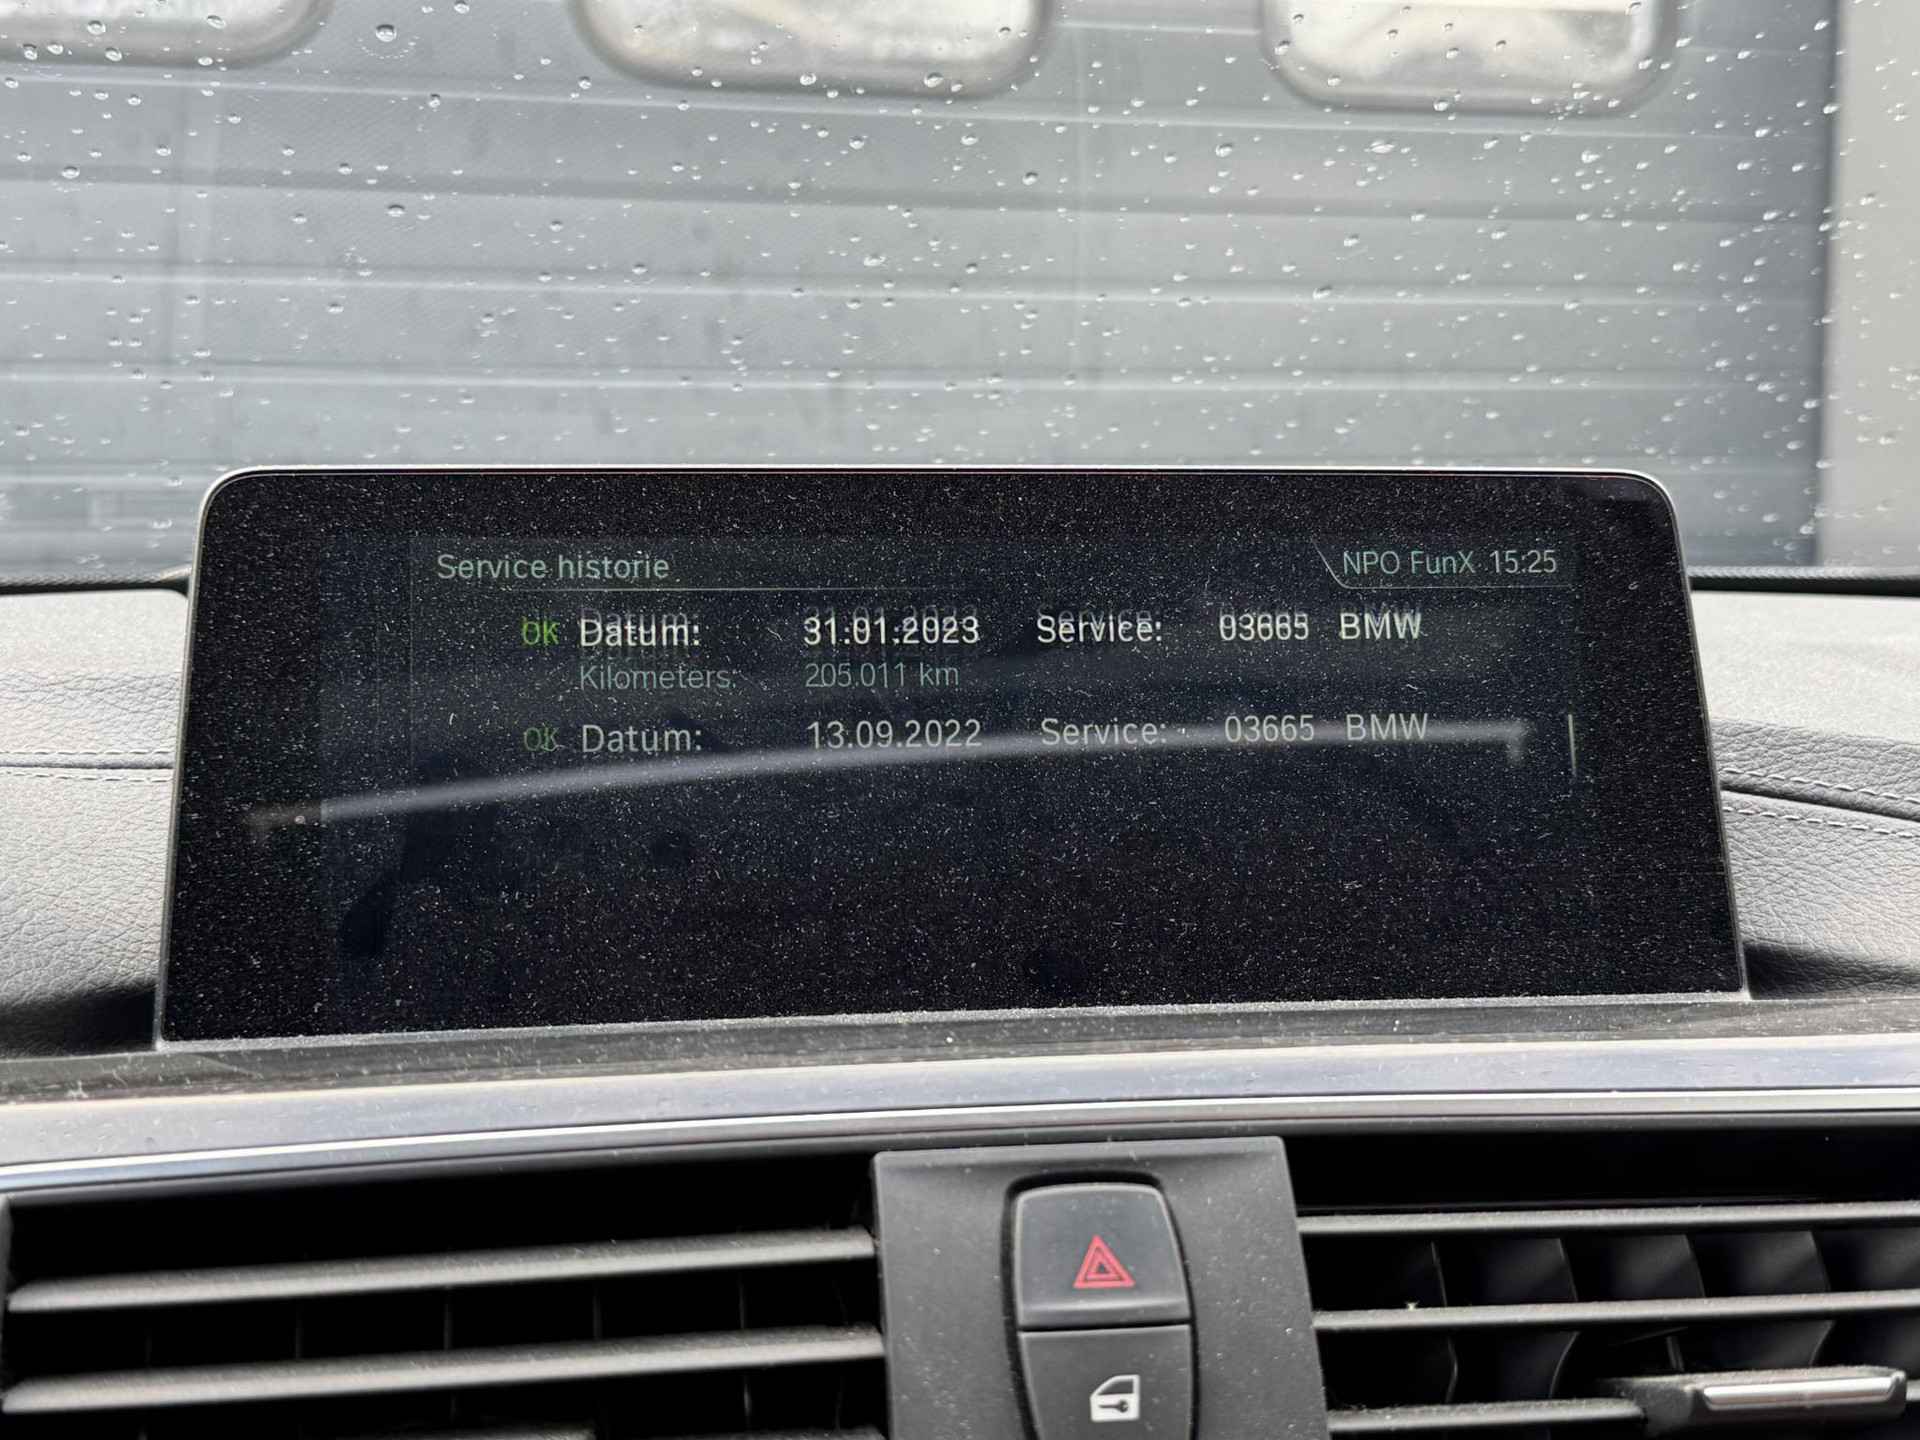 Service historie NPO FunX 15:25
OK Datum: 31.01.2023 Service: 03665 BMW
Kilometers: 205.011 km
OK Datum: 13.09.2022 Service: 03665 BMW